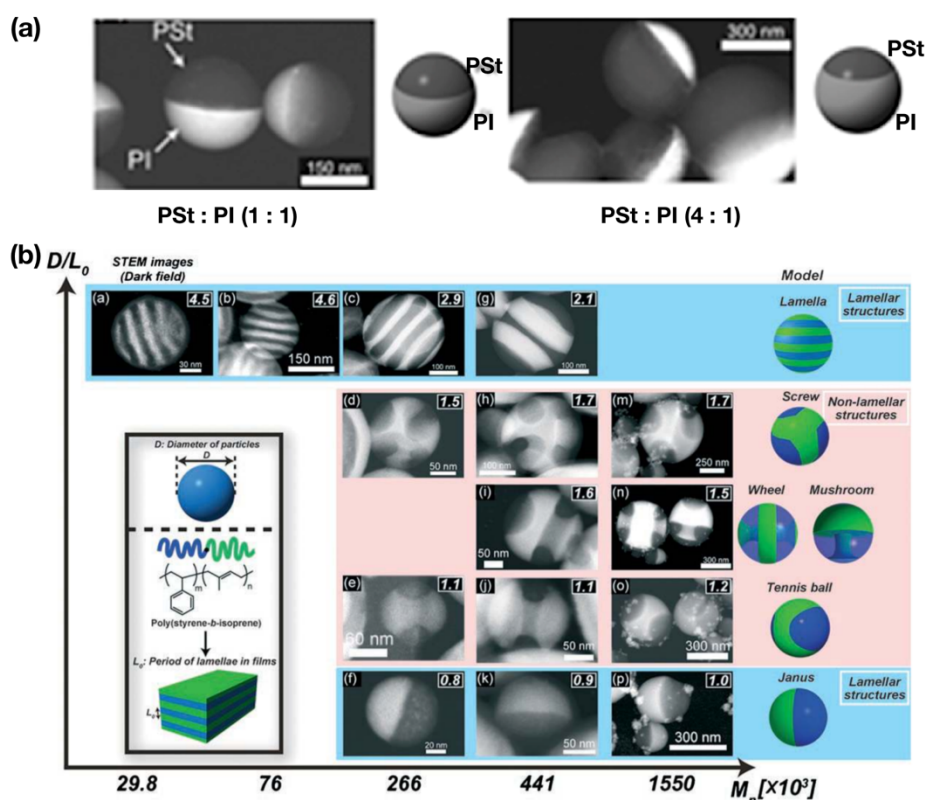 (a)
PSt
PI
150 nm
PSt
PI
PSt : PI (1 : 1)
300 nm
PSt
PI
PSt : PI (4 : 1)
(b)
D/L₀
STEM images
(Dark field)
Model
(a) 4.5
30 nm
(b) 4.6
150 nm
(c) 2.9
100 nm
(g) 2.1
100 nm
Lamella
Lamellar
structures
(d) 1.5
50 nm
(h) 1.7
100 nm
(m) 1.7
250 nm
Screw
Non-lamellar
structures
(i) 1.6
50 nm
(n) 1.5
300 nm
Wheel
Mushroom
(e) 1.1
60 nm
(j) 1.1
50 nm
(o) 1.2
300 nm
Tennis ball
(f) 0.8
20 nm
(k) 0.9
50 nm
(p) 1.0
300 nm
Janus
Lamellar
structures
D: Diameter of particles
D
m
n
Poly(styrene-b-isoprene)
L₀: Period of lamellae in films
L₀
29.8
76
266
441
1550
Mₙ[X10³]